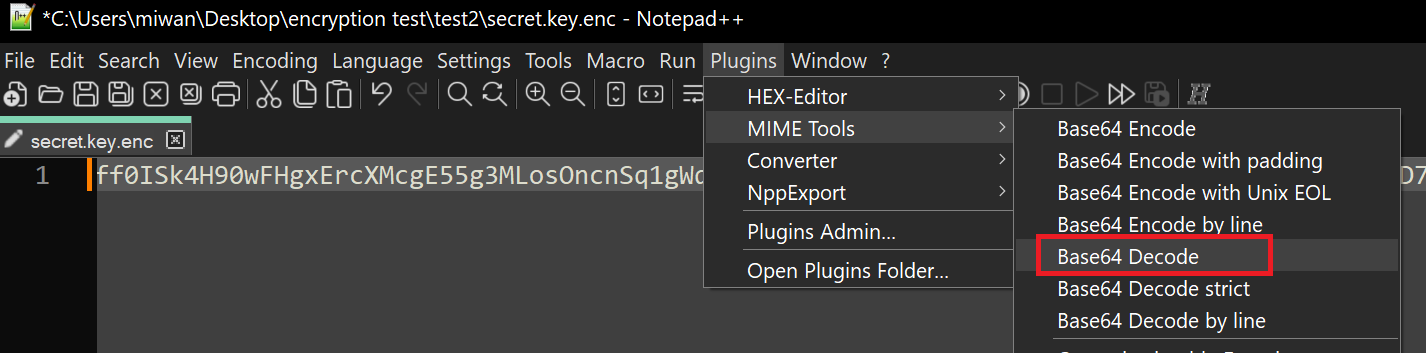 *C:\Users\miwan\Desktop\encryption test\test2\secret.key.enc - Notepad++
File Edit Search View Encoding Language Settings Tools Macro Run Plugins Window ?
HEX-Editor
MIME Tools
Converter
NppExport
Plugins Admin...
Open Plugins Folder...
Base64 Encode
Base64 Encode with padding
Base64 Encode with Unix EOL
Base64 Encode by line
Base64 Decode
Base64 Decode strict
Base64 Decode by line
secret.key.enc
1 ff0ISk4H90wFHgxErcXMcgE55g3MLosOncnSq1gW D7